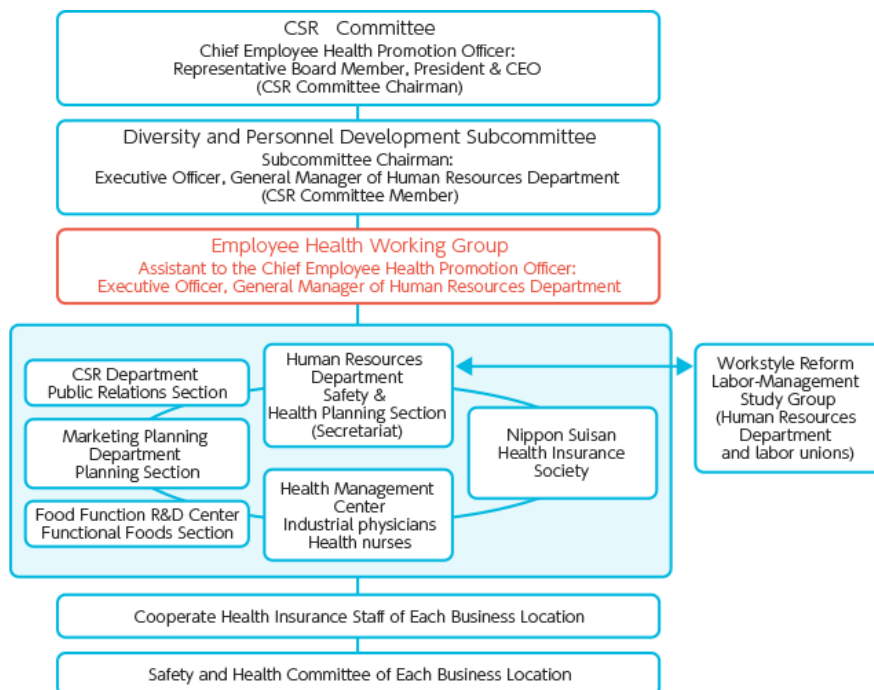 CSR Committee
Chief Employee Health Promotion Officer:
Representative Board Member, President & CEO
(CSR Committee Chairman)
Diversity and Personnel Development Subcommittee
Subcommittee Chairman:
Executive Officer, General Manager of Human Resources Department
(CSR Committee Member)
Employee Health Working Group
Assistant to the Chief Employee Health Promotion Officer:
Executive Officer, General Manager of Human Resources Department
CSR Department
Public Relations Section
Marketing Planning
Department
Planning Section
Food Function R&D Center
Functional Foods Section
Human Resources
Department
Safety &
Health Planning Section
(Secretariat)
Health Management
Center
Industrial physicians
Health nurses
Nippon Suisan
Health Insurance
Society
Workstyle Reform
Labor-Management
Study Group
(Human Resources
Department
and labor unions)
Cooperate Health Insurance Staff of Each Business Location
Safety and Health Committee of Each Business Location